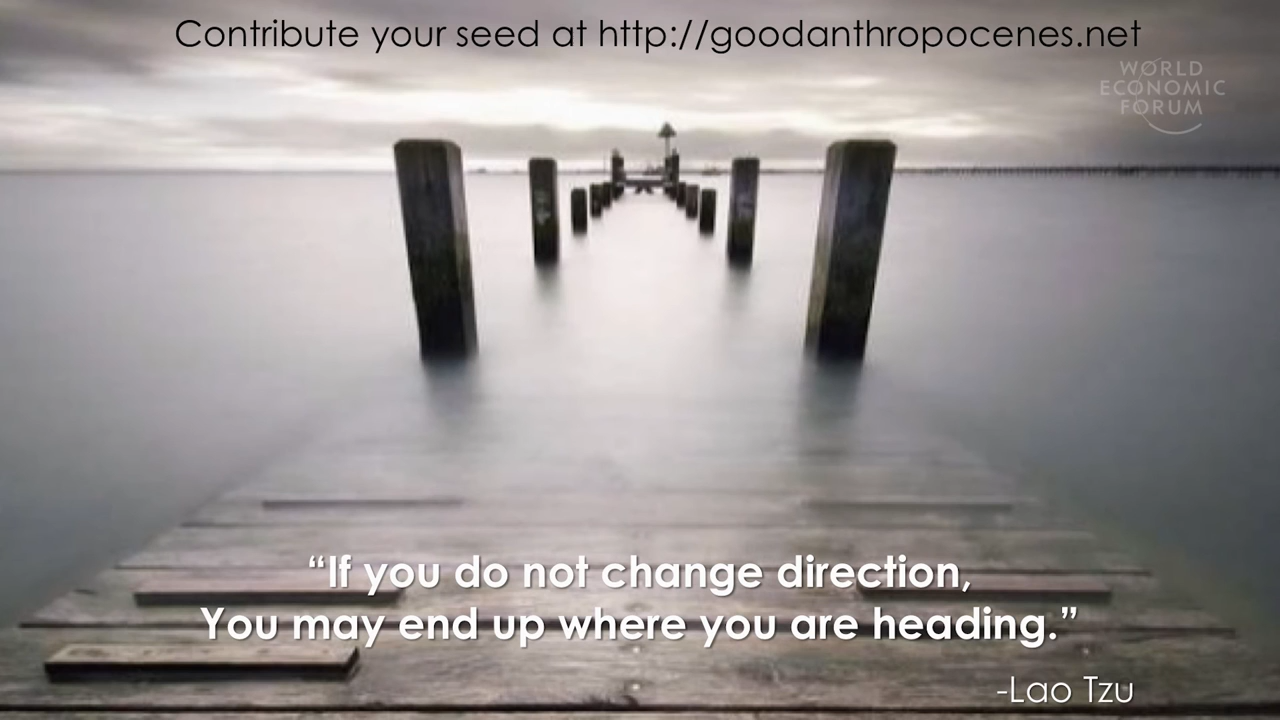 Contribute your seed at http://goodanthropocenes.net
WORLD
ECONOMIC
FORUM
“If you do not change direction,
You may end up where you are heading.”
-Lao Tzu